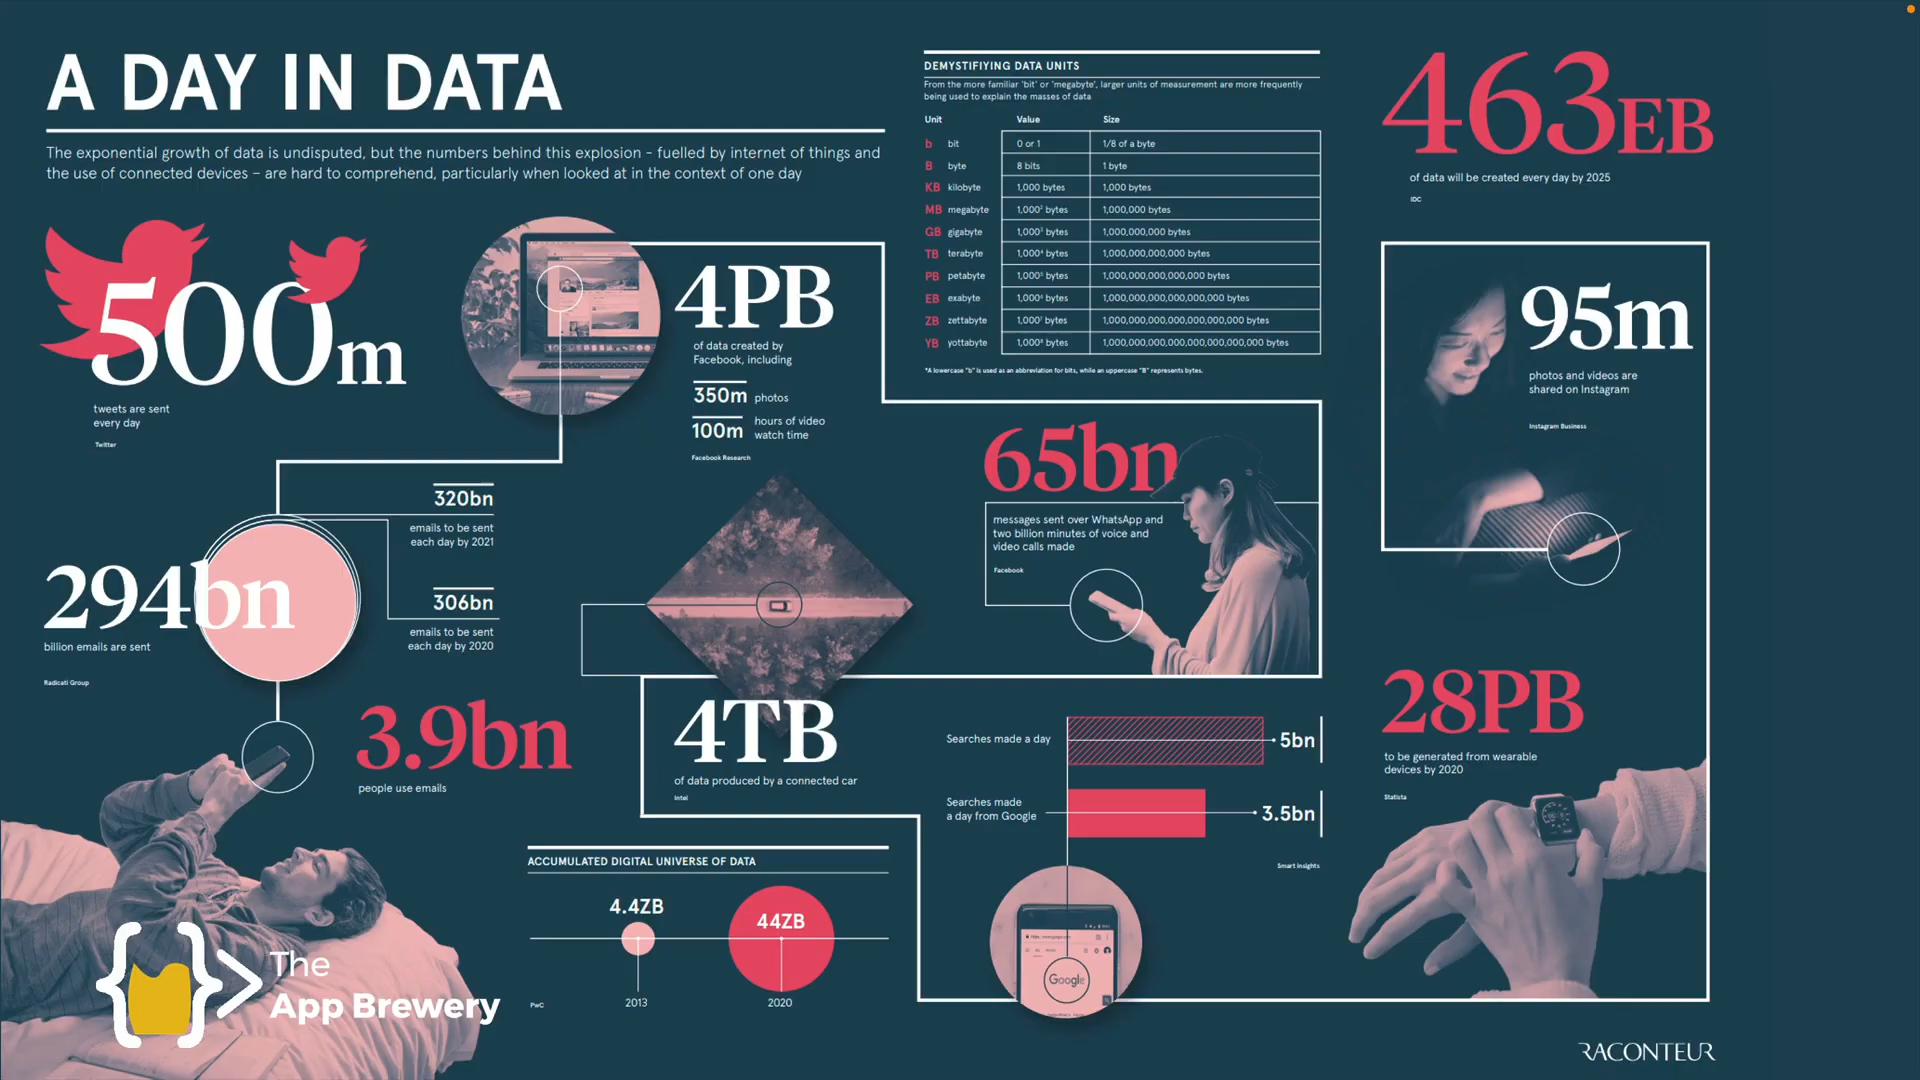 A DAY IN DATA
The exponential growth of data is undisputed, but the numbers behind this explosion - fuelled by internet of things and
the use of connected devices – are hard to comprehend, particularly when looked at in the context of one day
500m
tweets are sent
every day
Twitter
4PB
of data created by
Facebook, including
350m photos
100m hours of video
watch time
Facebook Research
DEMYSTIFIYING DATA UNITS
From the more familiar 'bit' or 'megabyte', larger units of measurement are more frequently
being used to explain the masses of data
Unit Value Size
b bit 0 or 1 1/8 of a byte
B byte 8 bits 1 byte
KB kilobyte 1,000 bytes 1,000 bytes
MB megabyte 1,000² bytes 1,000,000 bytes
GB gigabyte 1,000³ bytes 1,000,000,000 bytes
TB terabyte 1,000⁴ bytes 1,000,000,000,000 bytes
PB petabyte 1,000⁵ bytes 1,000,000,000,000,000 bytes
EB exabyte 1,000⁶ bytes 1,000,000,000,000,000,000 bytes
ZB zettabyte 1,000⁷ bytes 1,000,000,000,000,000,000,000 bytes
YB yottabyte 1,000⁸ bytes 1,000,000,000,000,000,000,000,000 bytes
*A lowercase "b" is used as an abbreviation for bits, while an uppercase "B" represents bytes.
463EB
of data will be created every day by 2025
IDC
95m
photos and videos are
shared on Instagram
Instagram Business
65bn
messages sent over WhatsApp and
two billion minutes of voice and
video calls made
Facebook
320bn
emails to be sent
each day by 2021
306bn
emails to be sent
each day by 2020
294bn
billion emails are sent
Radicati Group
3.9bn
people use emails
4TB
of data produced by a connected car
Intel
Searches made a day 5bn
Searches made
a day from Google 3.5bn
Smart Insights
28PB
to be generated from wearable
devices by 2020
Statista
ACCUMULATED DIGITAL UNIVERSE OF DATA
4.4ZB
44ZB
2013
2020
PwC
Google
The
App Brewery
RACONTEUR